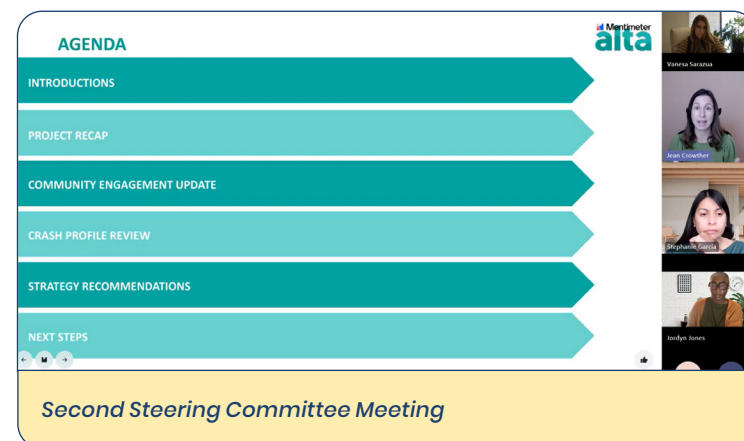 AGENDA
Mentimeter
alta
INTRODUCTIONS
PROJECT RECAP
COMMUNITY ENGAGEMENT UPDATE
CRASH PROFILE REVIEW
STRATEGY RECOMMENDATIONS
NEXT STEPS
Vanesa Sarazua
Jean Crowther
Stephanie Garcia
Jordyn Jones
Second Steering Committee Meeting